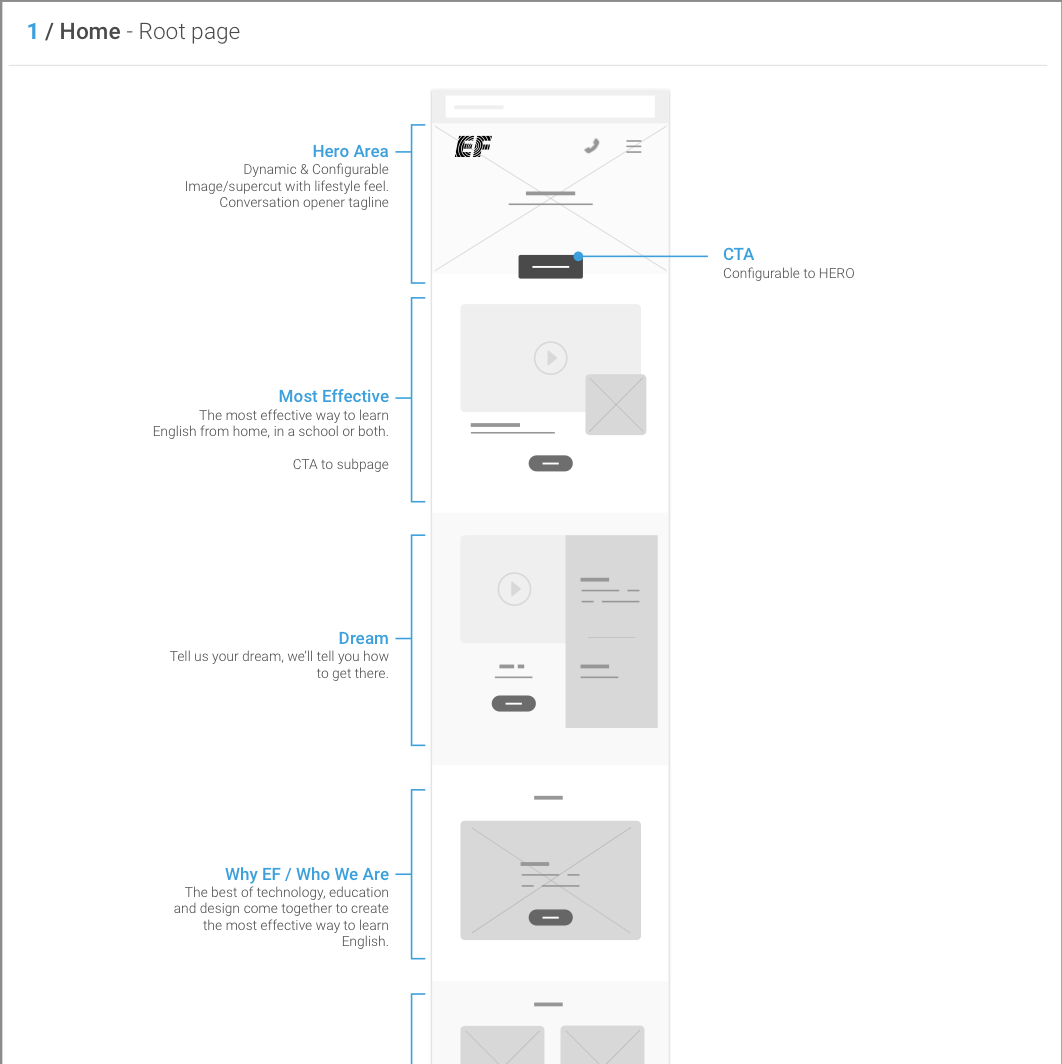 1 / Home - Root page
EF
Hero Area
Dynamic & Configurable
Image/supercut with lifestyle feel.
Conversation opener tagline
CTA
Configurable to HERO
Most Effective
The most effective way to learn
English from home, in a school or both.
CTA to subpage
Dream
Tell us your dream, we'll tell you how
to get there.
Why EF / Who We Are
The best of technology, education
and design come together to create
the most effective way to learn
English.